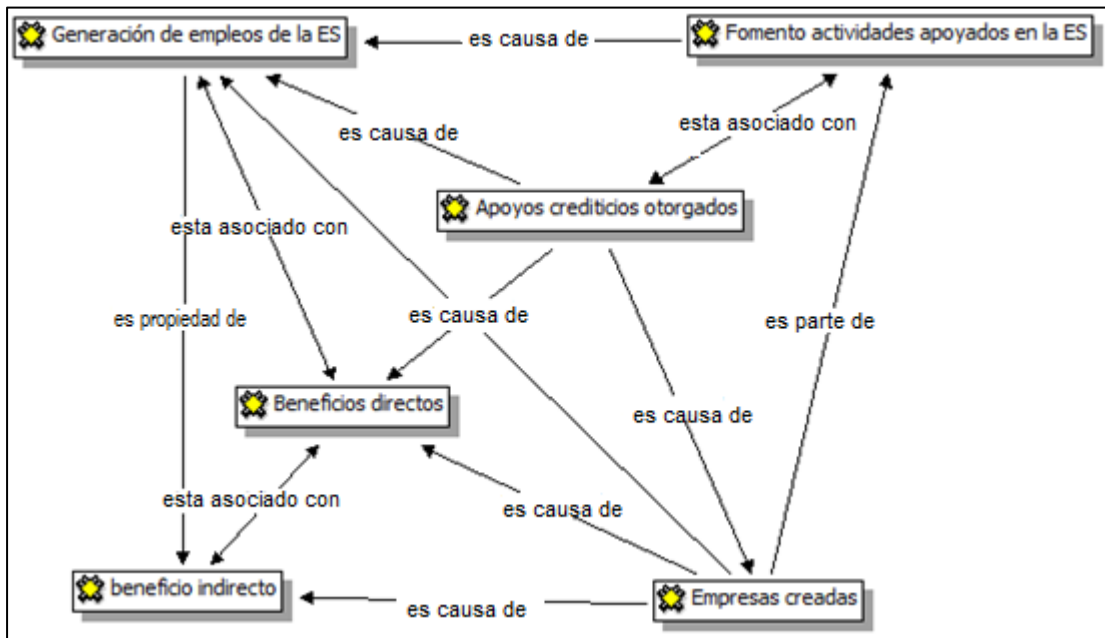 Generación de empleos de la ES
es causa de
Fomento actividades apoyados en la ES
es causa de
esta asociado con
Apoyos crediticios otorgados
esta asociado con
es propiedad de
es causa de
es parte de
Beneficios directos
es causa de
esta asociado con
es causa de
beneficio indirecto
es causa de
Empresas creadas